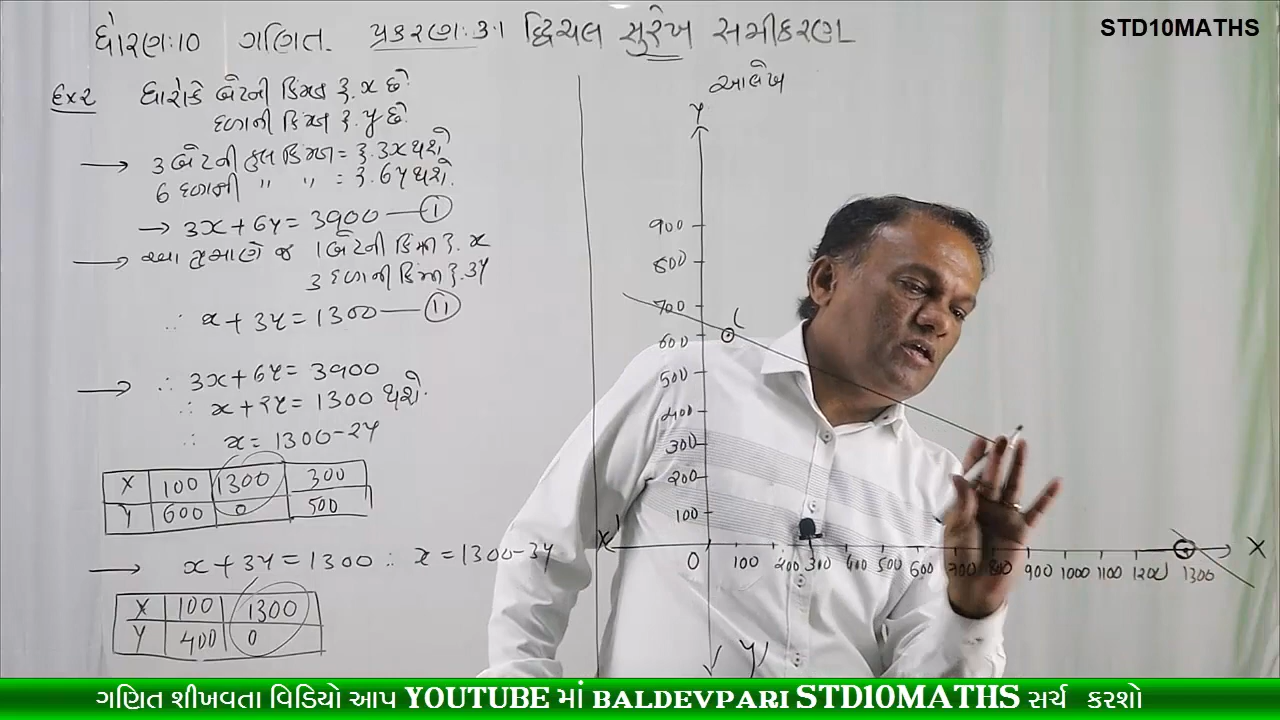 ધોરણ:10 ગણિત. પ્રકરણ: 3.1 દ્વિચલ સુરેખ સમીકરણ
STD10MATHS
Ex 2 ધારોકે બેટની કિંમત રૂ. x છે
દડાની કિંમત રૂ. y છે.
→ 3 બેટની કુલ કિંમત = રૂ. 3x થશે
6 દડાની " " = રૂ. 6y થશે.
→ 3x + 6y = 3900 — (I)
→ આ પ્રમાણે જ 1 બેટની કિંમત રૂ. x
3 દડાની કિંમત રૂ. 3y
∴ x + 3y = 1300 — (II)
→ ∴ 3x + 6y = 3900
∴ x + 2y = 1300 થશે.
∴ x = 1300 - 2y
X 100 1300 300
Y 600 0 500
→ x + 3y = 1300 ∴ x = 1300 - 3y
X 100 1300
Y 400 0
આલેખ
Y
900
800
700
600
500
400
300
200
100
X' 0 100 200 300 400 500 600 700 800 900 1000 1100 1200 1300 X
Y'
ગણિત શીખવતા વિડિયો આપ YOUTUBE માં BALDEVPARI STD10MATHS સર્ચ કરશો